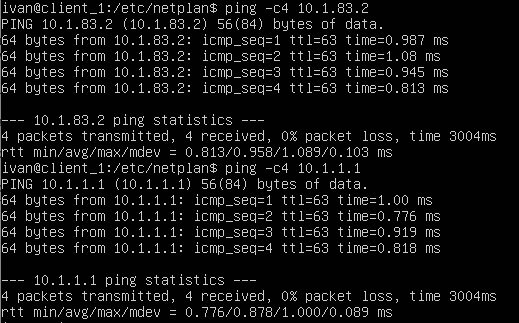 ivan@client_1:/etc/netplan$ ping -c4 10.1.83.2
PING 10.1.83.2 (10.1.83.2) 56(84) bytes of data.
64 bytes from 10.1.83.2: icmp_seq=1 ttl=63 time=0.987 ms
64 bytes from 10.1.83.2: icmp_seq=2 ttl=63 time=1.08 ms
64 bytes from 10.1.83.2: icmp_seq=3 ttl=63 time=0.945 ms
64 bytes from 10.1.83.2: icmp_seq=4 ttl=63 time=0.813 ms

--- 10.1.83.2 ping statistics ---
4 packets transmitted, 4 received, 0% packet loss, time 3004ms
rtt min/avg/max/mdev = 0.813/0.958/1.089/0.103 ms
ivan@client_1:/etc/netplan$ ping -c4 10.1.1.1
PING 10.1.1.1 (10.1.1.1) 56(84) bytes of data.
64 bytes from 10.1.1.1: icmp_seq=1 ttl=63 time=1.00 ms
64 bytes from 10.1.1.1: icmp_seq=2 ttl=63 time=0.776 ms
64 bytes from 10.1.1.1: icmp_seq=3 ttl=63 time=0.919 ms
64 bytes from 10.1.1.1: icmp_seq=4 ttl=63 time=0.818 ms

--- 10.1.1.1 ping statistics ---
4 packets transmitted, 4 received, 0% packet loss, time 3004ms
rtt min/avg/max/mdev = 0.776/0.878/1.000/0.089 ms